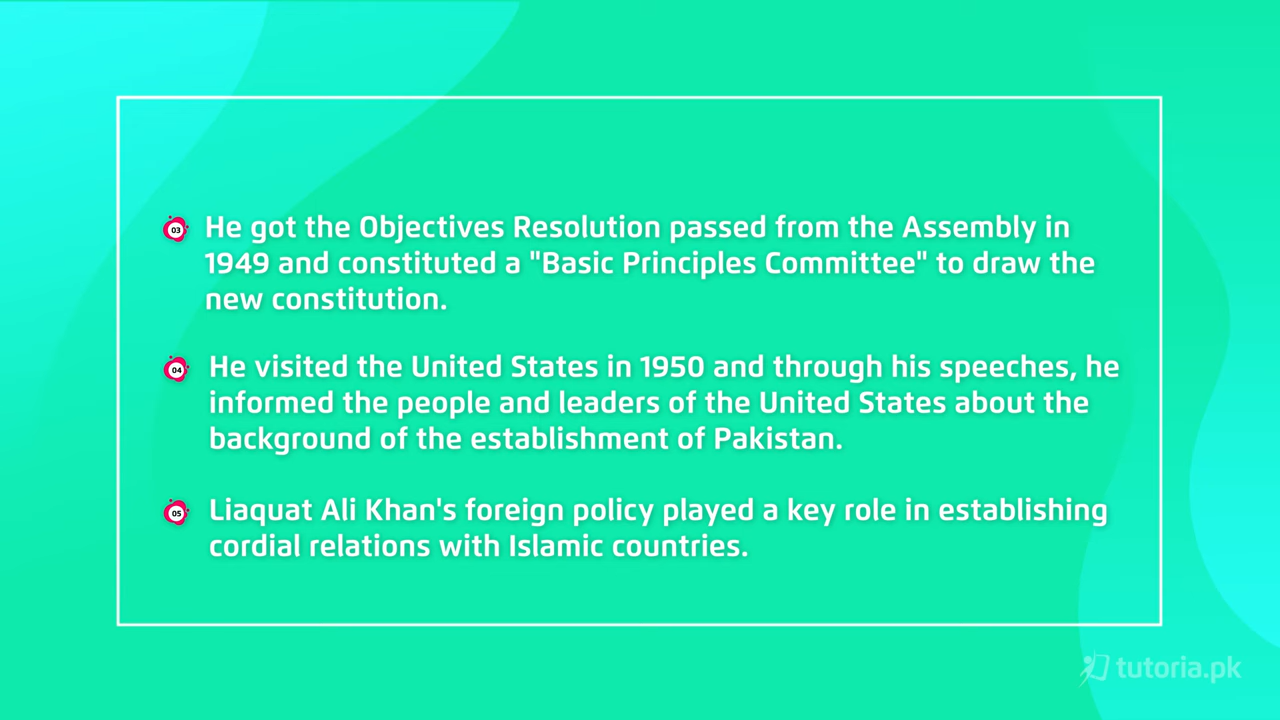 03 He got the Objectives Resolution passed from the Assembly in
1949 and constituted a "Basic Principles Committee" to draw the
new constitution.
04 He visited the United States in 1950 and through his speeches, he
informed the people and leaders of the United States about the
background of the establishment of Pakistan.
05 Liaquat Ali Khan's foreign policy played a key role in establishing
cordial relations with Islamic countries.
tutoria.pk